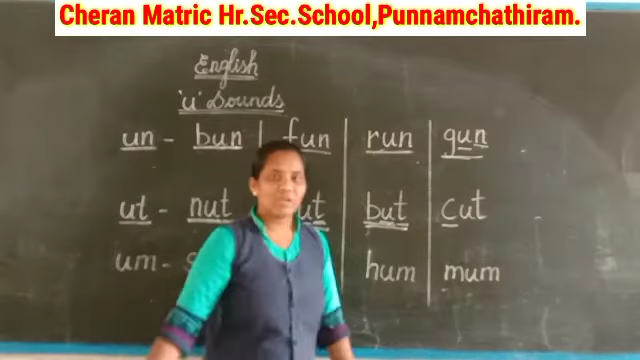 Cheran Matric Hr.Sec.School,Punnamchathiram.
English
'u' Sounds
un - bun | fun | run | gun
ut - nut | but | cut
um - hum | mum